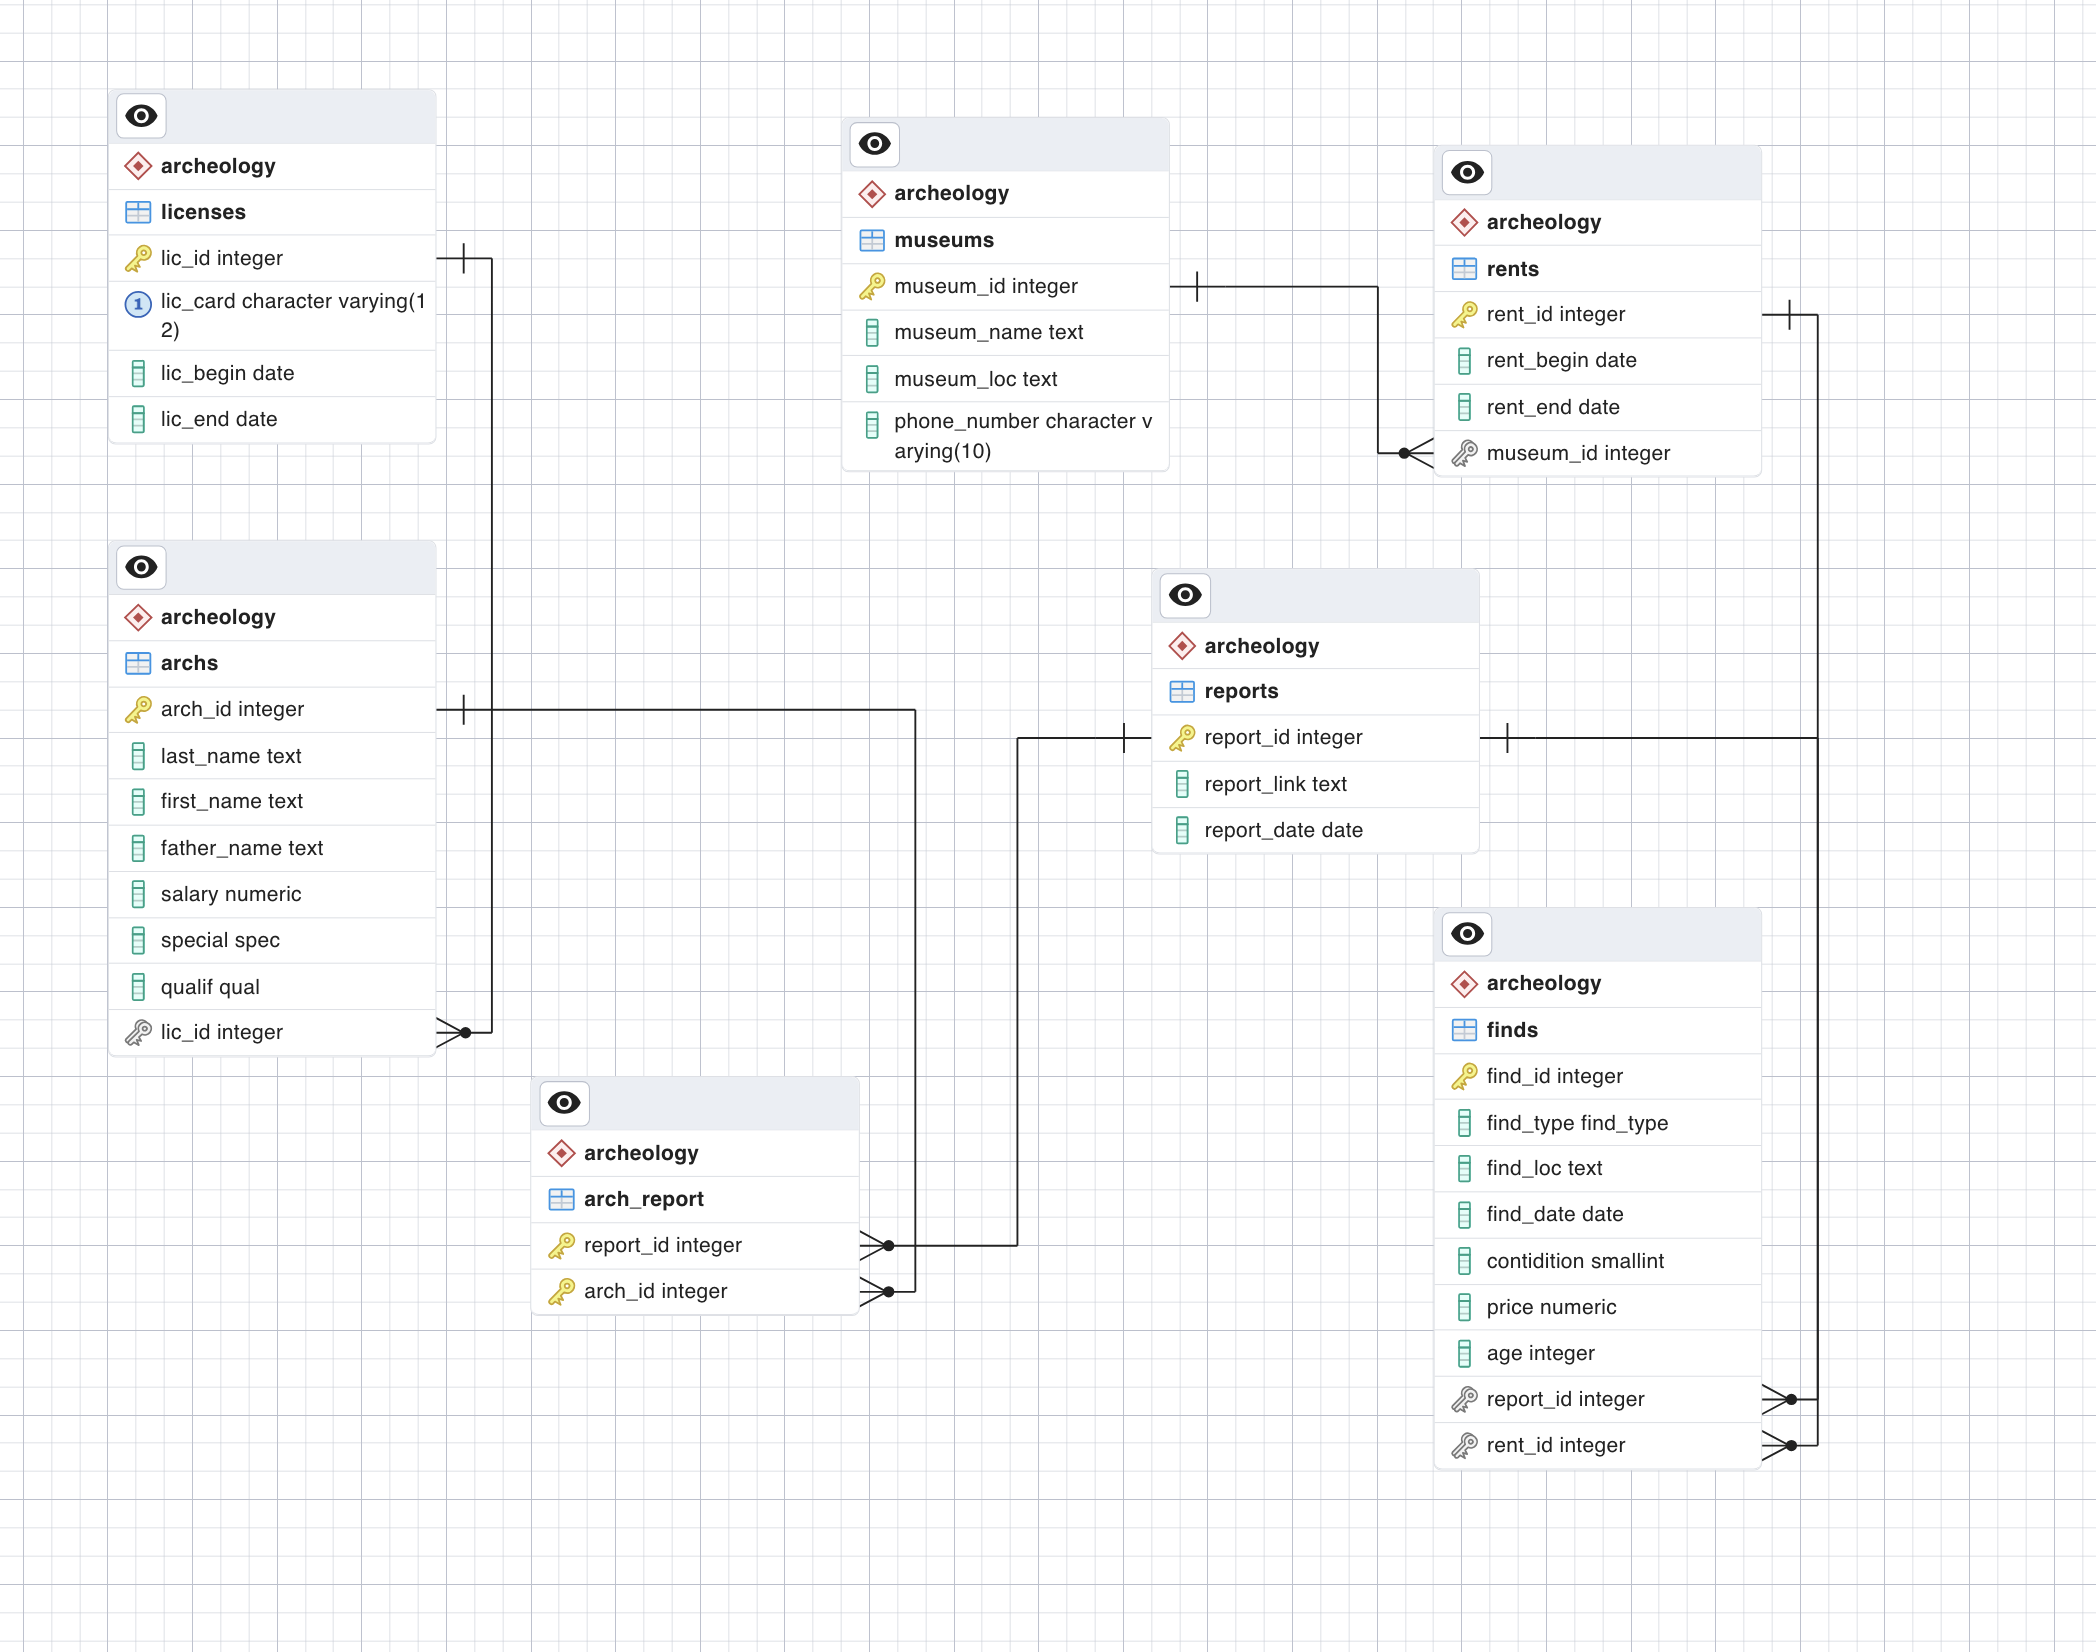 archeology
licenses
lic_id integer
1
lic_card character varying(1
2)
lic_begin date
lic_end date
archeology
museums
museum_id integer
museum_name text
museum_loc text
phone_number character v
arying(10)
archeology
rents
rent_id integer
rent_begin date
rent_end date
museum_id integer
archeology
archs
arch_id integer
last_name text
first_name text
father_name text
salary numeric
special spec
qualif qual
lic_id integer
archeology
reports
report_id integer
report_link text
report_date date
archeology
arch_report
report_id integer
arch_id integer
archeology
finds
find_id integer
find_type find_type
find_loc text
find_date date
contidition smallint
price numeric
age integer
report_id integer
rent_id integer